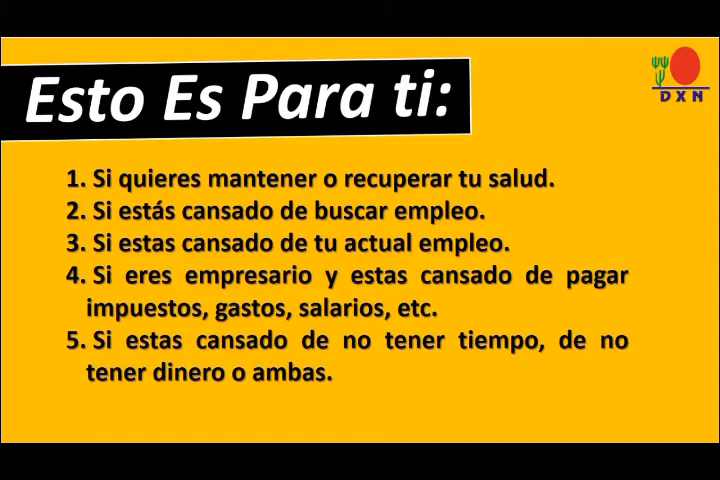 Esto Es Para ti:
DXN
1. Si quieres mantener o recuperar tu salud.
2. Si estás cansado de buscar empleo.
3. Si estas cansado de tu actual empleo.
4. Si eres empresario y estas cansado de pagar
impuestos, gastos, salarios, etc.
5. Si estas cansado de no tener tiempo, de no
tener dinero o ambas.